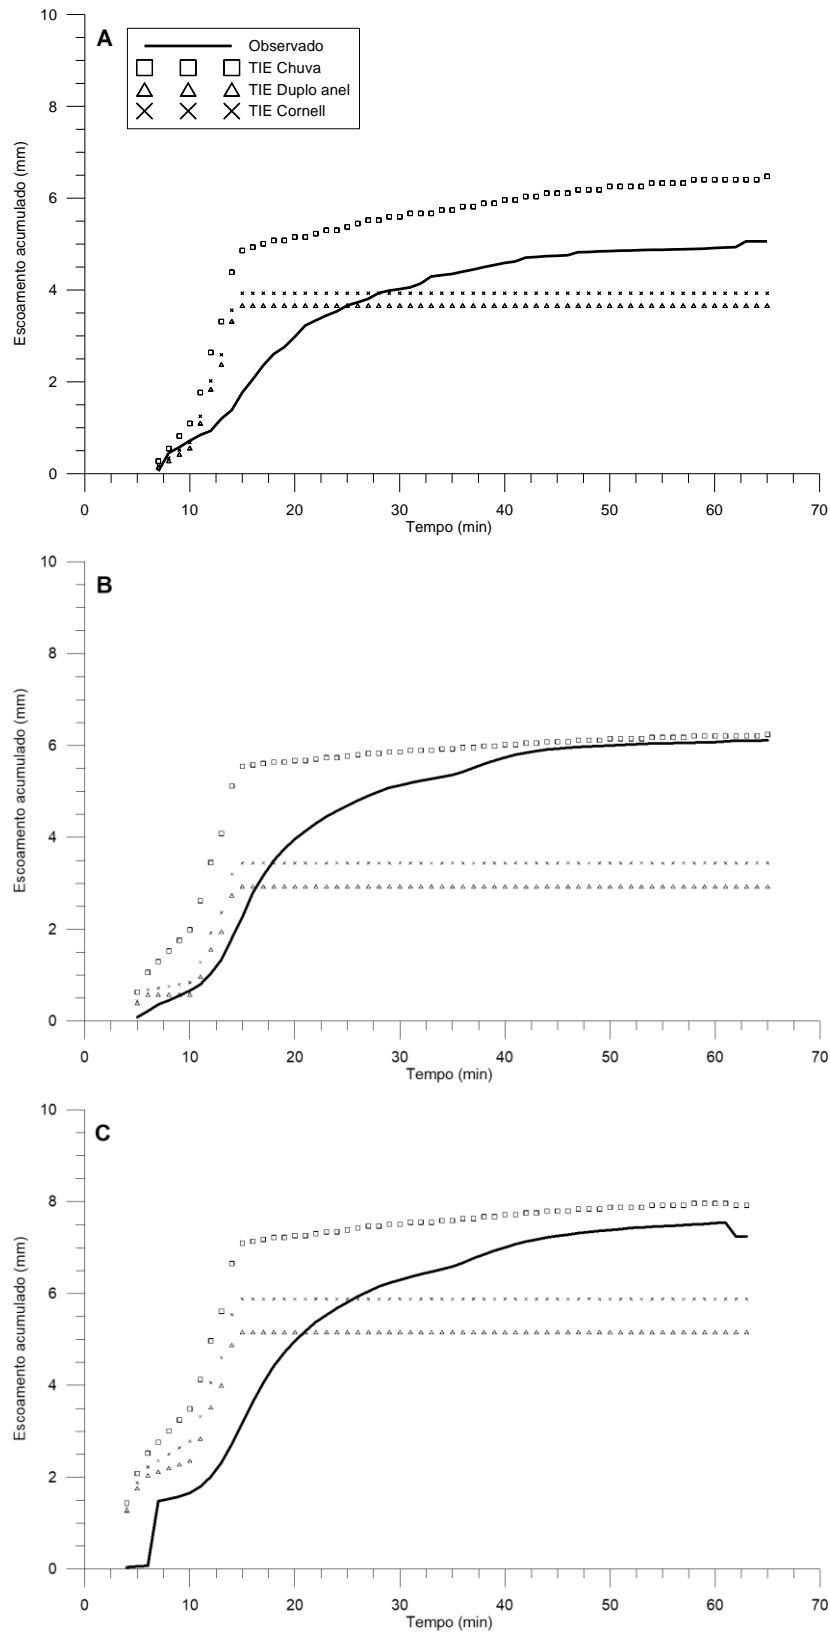 A
Observado
TIE Chuva
TIE Duplo anel
TIE Cornell
Escoamento acumulado (mm)
10
8
6
4
2
0
0 10 20 30 40 50 60 70
Tempo (min)
B
Escoamento acumulado (mm)
10
8
6
4
2
0
0 10 20 30 40 50 60 70
Tempo (min)
C
Escoamento acumulado (mm)
10
8
6
4
2
0
0 10 20 30 40 50 60 70
Tempo (min)